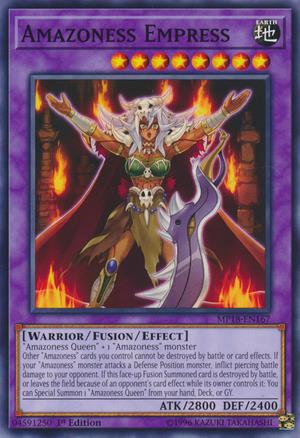 AMAZONESS EMPRESS
EARTH
地
MP18-EN167
[WARRIOR/FUSION/EFFECT]
"Amazoness Queen" + 1 "Amazoness" monster
Other "Amazoness" cards you control cannot be destroyed by battle or card effects. If
your "Amazoness" monster attacks a Defense Position monster, inflict piercing battle
damage to your opponent. If this face-up Fusion Summoned card is destroyed by battle,
or leaves the field because of an opponent's card effect while its owner controls it: You
can Special Summon 1 "Amazoness Queen" from your hand, Deck, or GY.
ATK/2800 DEF/2400
04591250 1st Edition ©1996 KAZUKI TAKAHASHI